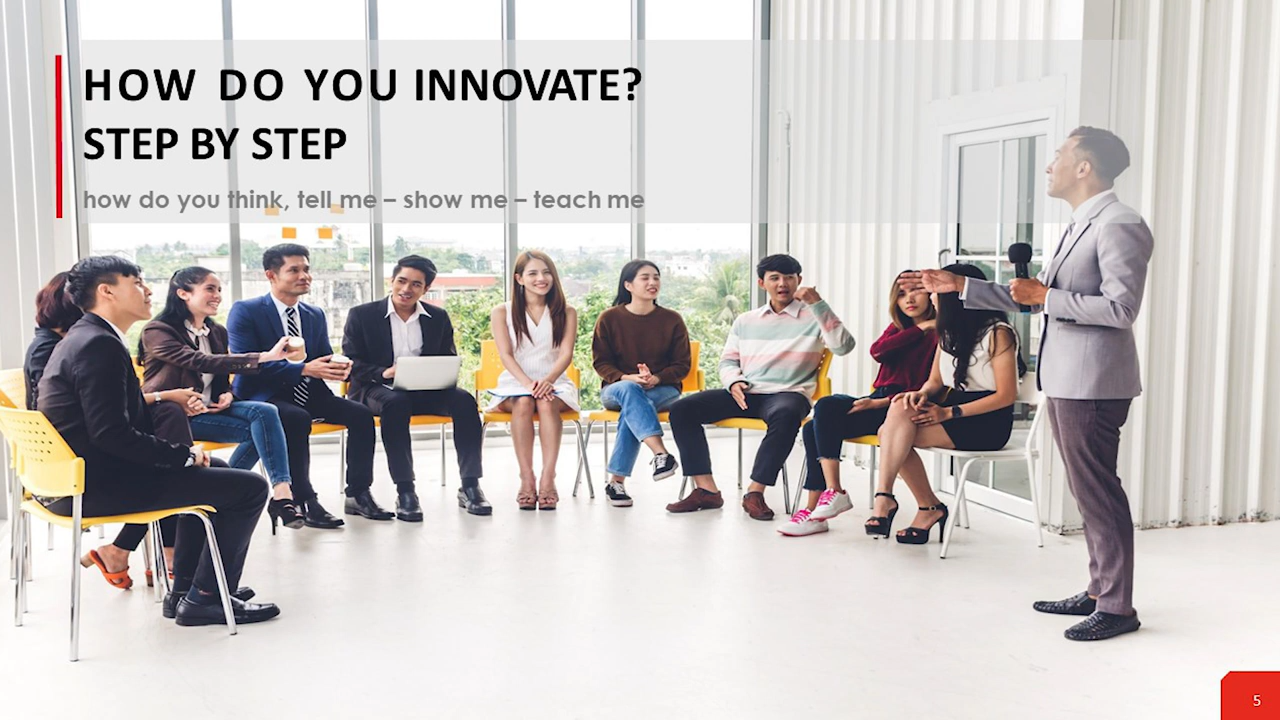 HOW DO YOU INNOVATE?
STEP BY STEP
how do you think, tell me – show me – teach me
5